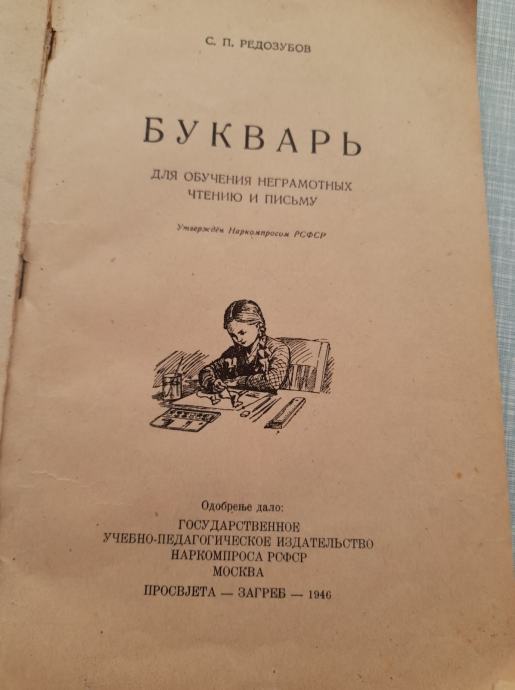 С. П. РЕДОЗУБОВ
БУКВАРЬ
ДЛЯ ОБУЧЕНИЯ НЕГРАМОТНЫХ
ЧТЕНИЮ И ПИСЬМУ
Утверждён Наркомпросом РСФСР
Одобрење дало:
ГОСУДАРСТВЕННОЕ
УЧЕБНО-ПЕДАГОГИЧЕСКОЕ ИЗДАТЕЛЬСТВО
НАРКОМПРОСА РСФСР
МОСКВА
ПРОСВЈЕТА — ЗАГРЕБ — 1946